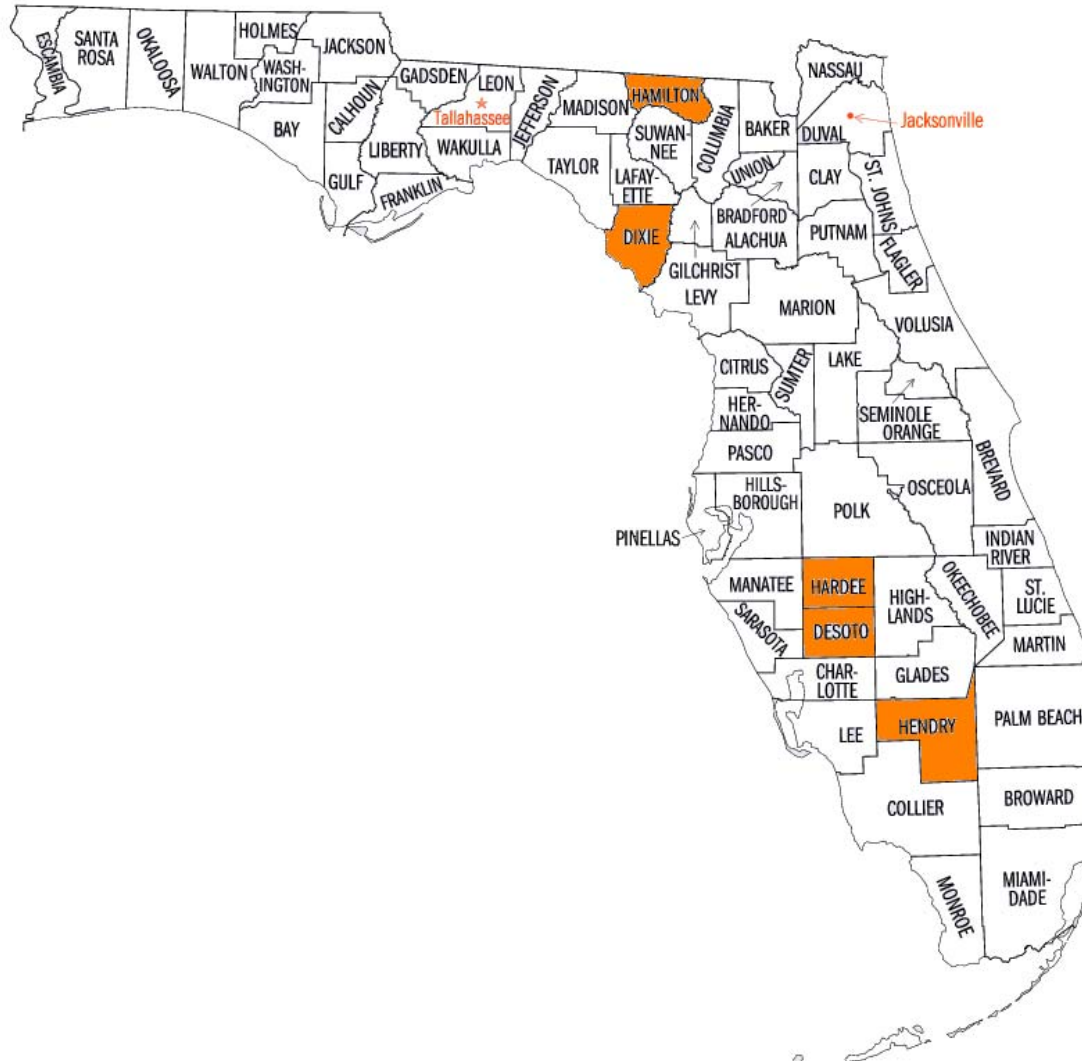 ESCAMBIA
SANTA
ROSA
OKALOOSA
WALTON
HOLMES
WASH-
INGTON
JACKSON
BAY
CALHOUN
GULF
GADSDEN
LIBERTY
FRANKLIN
LEON
Tallahassee
WAKULLA
JEFFERSON
MADISON
TAYLOR
HAMILTON
SUWAN-
NEE
LAFAY-
ETTE
DIXIE
COLUMBIA
BAKER
UNION
BRADFORD
ALACHUA
GILCHRIST
LEVY
NASSAU
DUVAL
Jacksonville
CLAY
ST. JOHNS
PUTNAM
FLAGLER
MARION
VOLUSIA
CITRUS
SUMTER
LAKE
HER-
NANDO
SEMINOLE
ORANGE
PASCO
BREVARD
HILLS-
BOROUGH
PINELLAS
POLK
OSCEOLA
INDIAN
RIVER
MANATEE
HARDEE
HIGH-
LANDS
OKEECHOBEE
ST.
LUCIE
SARASOTA
DESOTO
MARTIN
CHAR-
LOTTE
GLADES
LEE
HENDRY
PALM BEACH
COLLIER
BROWARD
MONROE
MIAMI-
DADE